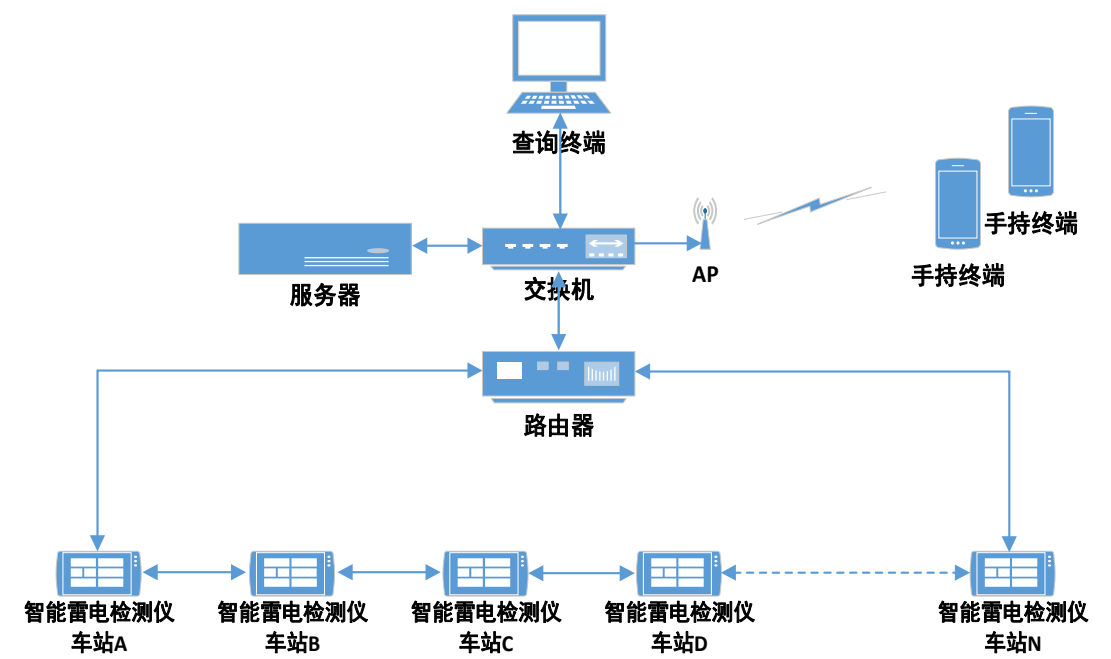 查询终端
手持终端
手持终端
服务器
交换机
AP
路由器
智能雷电检测仪
车站A
智能雷电检测仪
车站B
智能雷电检测仪
车站C
智能雷电检测仪
车站D
智能雷电检测仪
车站N